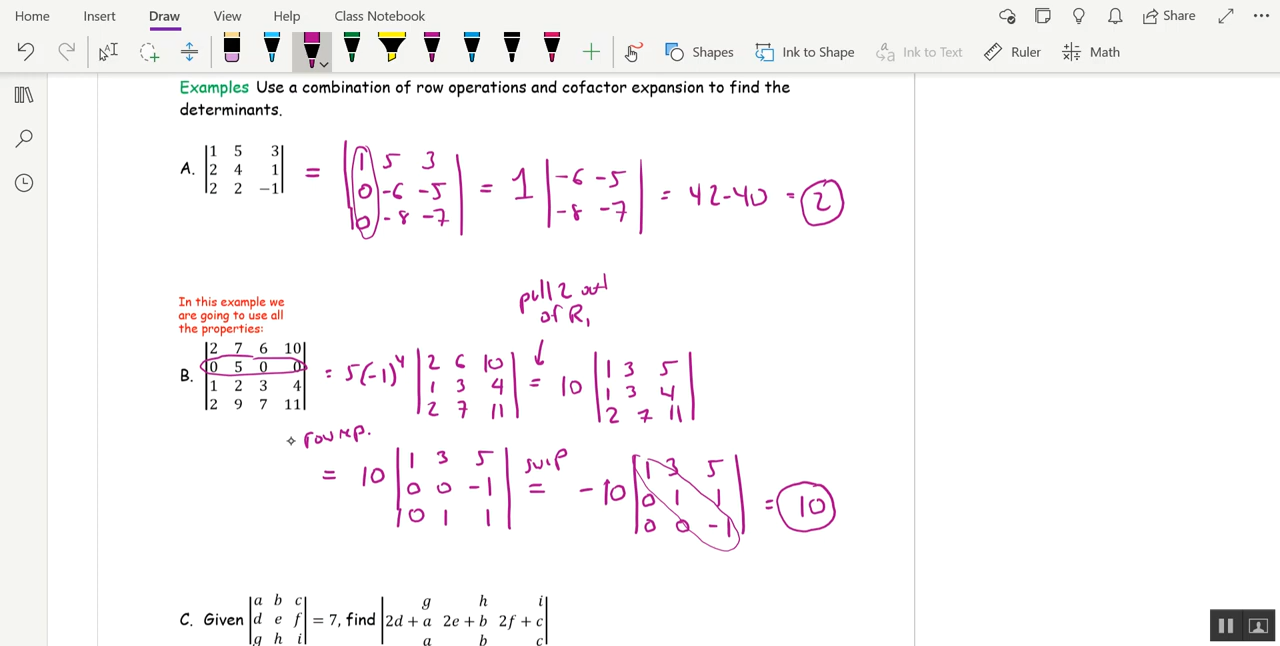 Home Insert Draw View Help Class Notebook Share
Shapes Ink to Shape Ink to Text Ruler Math
Examples Use a combination of row operations and cofactor expansion to find the
determinants.
A. |1 5 3| = |1 5 3| = 1 |-6 -5| = 42-40 = 2
|2 4 1| |0 -6 -5| |-8 -7|
|2 2 −1| |0 -8 -7|
pull 2 out
of R₁
In this example we
are going to use all
the properties:
B. |2 7 6 10| = 5(-1)⁴ |2 6 10| = 10 |1 3 5|
|0 5 0 0| |1 3 4| |1 3 4|
|1 2 3 4| |2 7 11| |2 7 11|
|2 9 7 11|
row rep.
= 10 |1 3 5| swap = -10 |1 3 5| = 10
|0 0 -1| |0 1 1|
|0 1 1| |0 0 -1|
C. Given |a b c| = 7, find | g h i|
|d e f| |2d + a 2e + b 2f + c|
|g h i| | a b c|